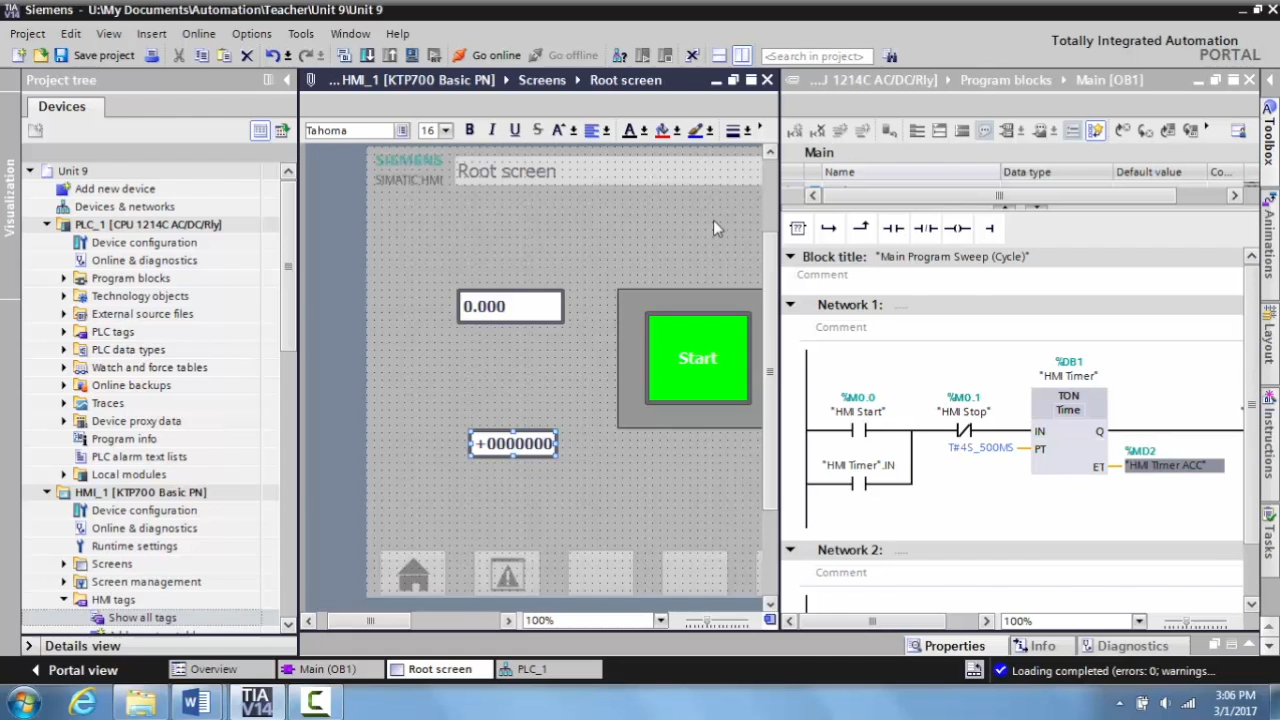 TIA V14 Siemens - U:\My Documents\Automation\Teacher\Unit 9\Unit 9
Project Edit View Insert Online Options Tools Window Help
Totally Integrated Automation
PORTAL
Save project Go online Go offline <Search in project>
Project tree
...HMI_1 [KTP700 Basic PN] Screens Root screen
...J 1214C AC/DC/Rly] Program blocks Main [OB1]
Devices
Tahoma 16 B I U S A A
Main
Name Data type Default value Co...
Visualization
Unit 9
Add new device
Devices & networks
PLC_1 [CPU 1214C AC/DC/Rly]
Device configuration
Online & diagnostics
Program blocks
Technology objects
External source files
PLC tags
PLC data types
Watch and force tables
Online backups
Traces
Device proxy data
Program info
PLC alarm text lists
Local modules
HMI_1 [KTP700 Basic PN]
Device configuration
Online & diagnostics
Runtime settings
Screens
Screen management
HMI tags
Show all tags
Details view
SIEMENS
SIMATIC HMI
Root screen
0.000
Start
+0000000
100%
??
Block title: "Main Program Sweep (Cycle)"
Comment
Network 1: ......
Comment
%M0.0
"HMI Start"
%M0.1
"HMI Stop"
"HMI Timer".IN
T#4S_500MS
%DB1
"HMI Timer"
TON
Time
IN Q
PT
ET
%MD2
"HMI TImer ACC"
Network 2: ......
Comment
100%
Toolbox
Animations
Layout
Instructions
Tasks
Properties Info Diagnostics
Portal view Overview Main (OB1) Root screen PLC_1
Loading completed (errors: 0; warnings...
TIA V14
3:06 PM
3/1/2017